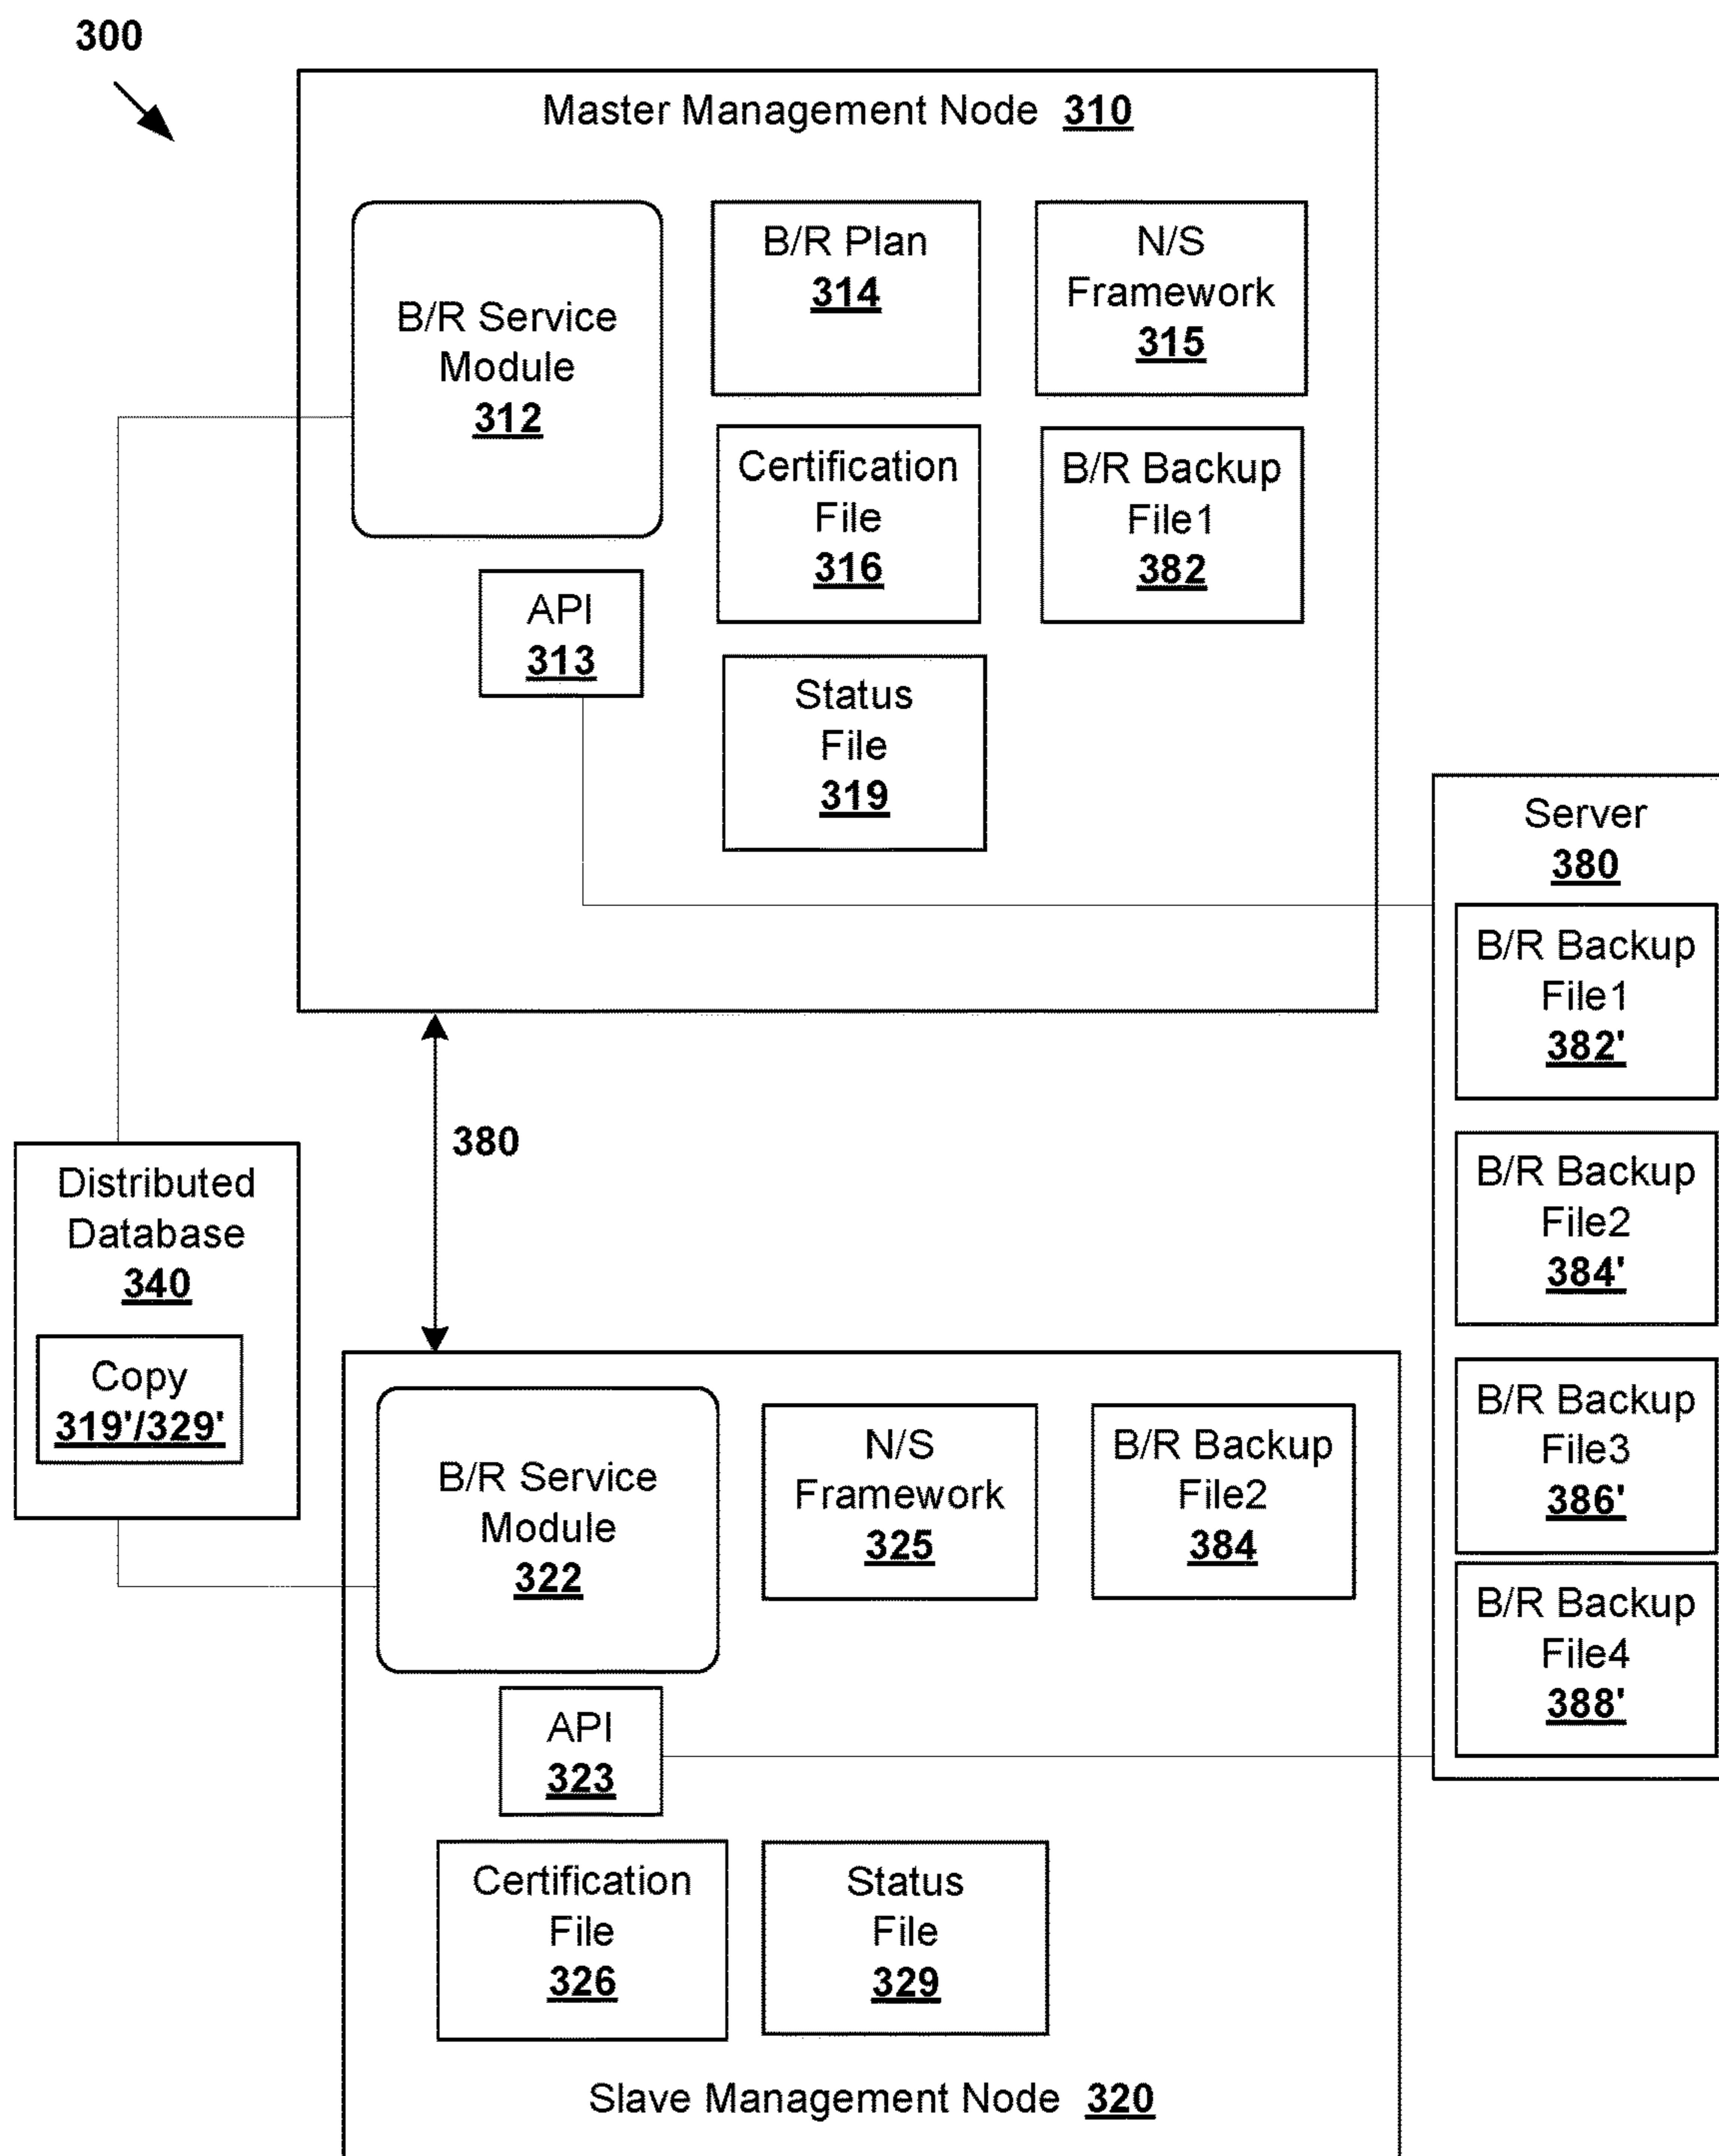 300
Master Management Node 310
B/R Service
Module
312
B/R Plan
314
N/S
Framework
315
Certification
File
316
B/R Backup
File1
382
API
313
Status
File
319
Server
380
B/R Backup
File1
382'
B/R Backup
File2
384'
B/R Backup
File3
386'
B/R Backup
File4
388'
380
Distributed
Database
340
Copy
319'/329'
B/R Service
Module
322
N/S
Framework
325
B/R Backup
File2
384
API
323
Certification
File
326
Status
File
329
Slave Management Node 320